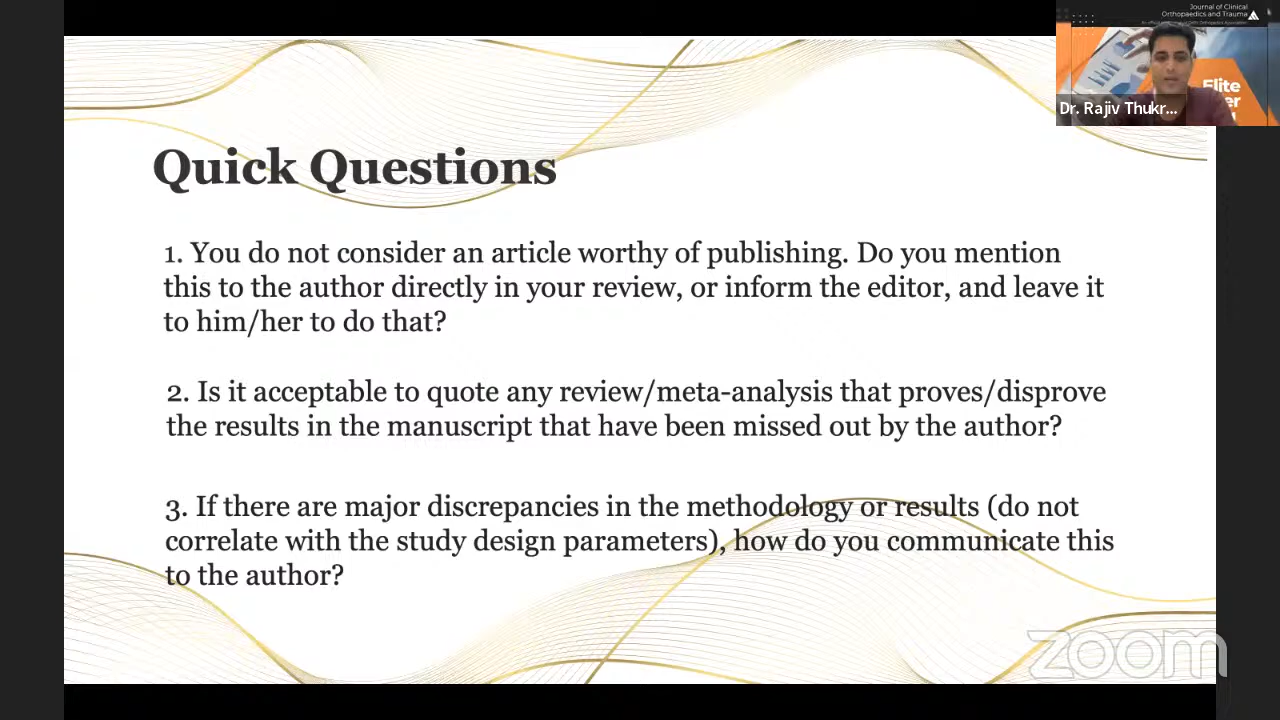 Journal of Clinical
Orthopaedics and Trauma
Elite
Dr. Rajiv Thukr...
Quick Questions
1. You do not consider an article worthy of publishing. Do you mention
this to the author directly in your review, or inform the editor, and leave it
to him/her to do that?
2. Is it acceptable to quote any review/meta-analysis that proves/disprove
the results in the manuscript that have been missed out by the author?
3. If there are major discrepancies in the methodology or results (do not
correlate with the study design parameters), how do you communicate this
to the author?
zoom